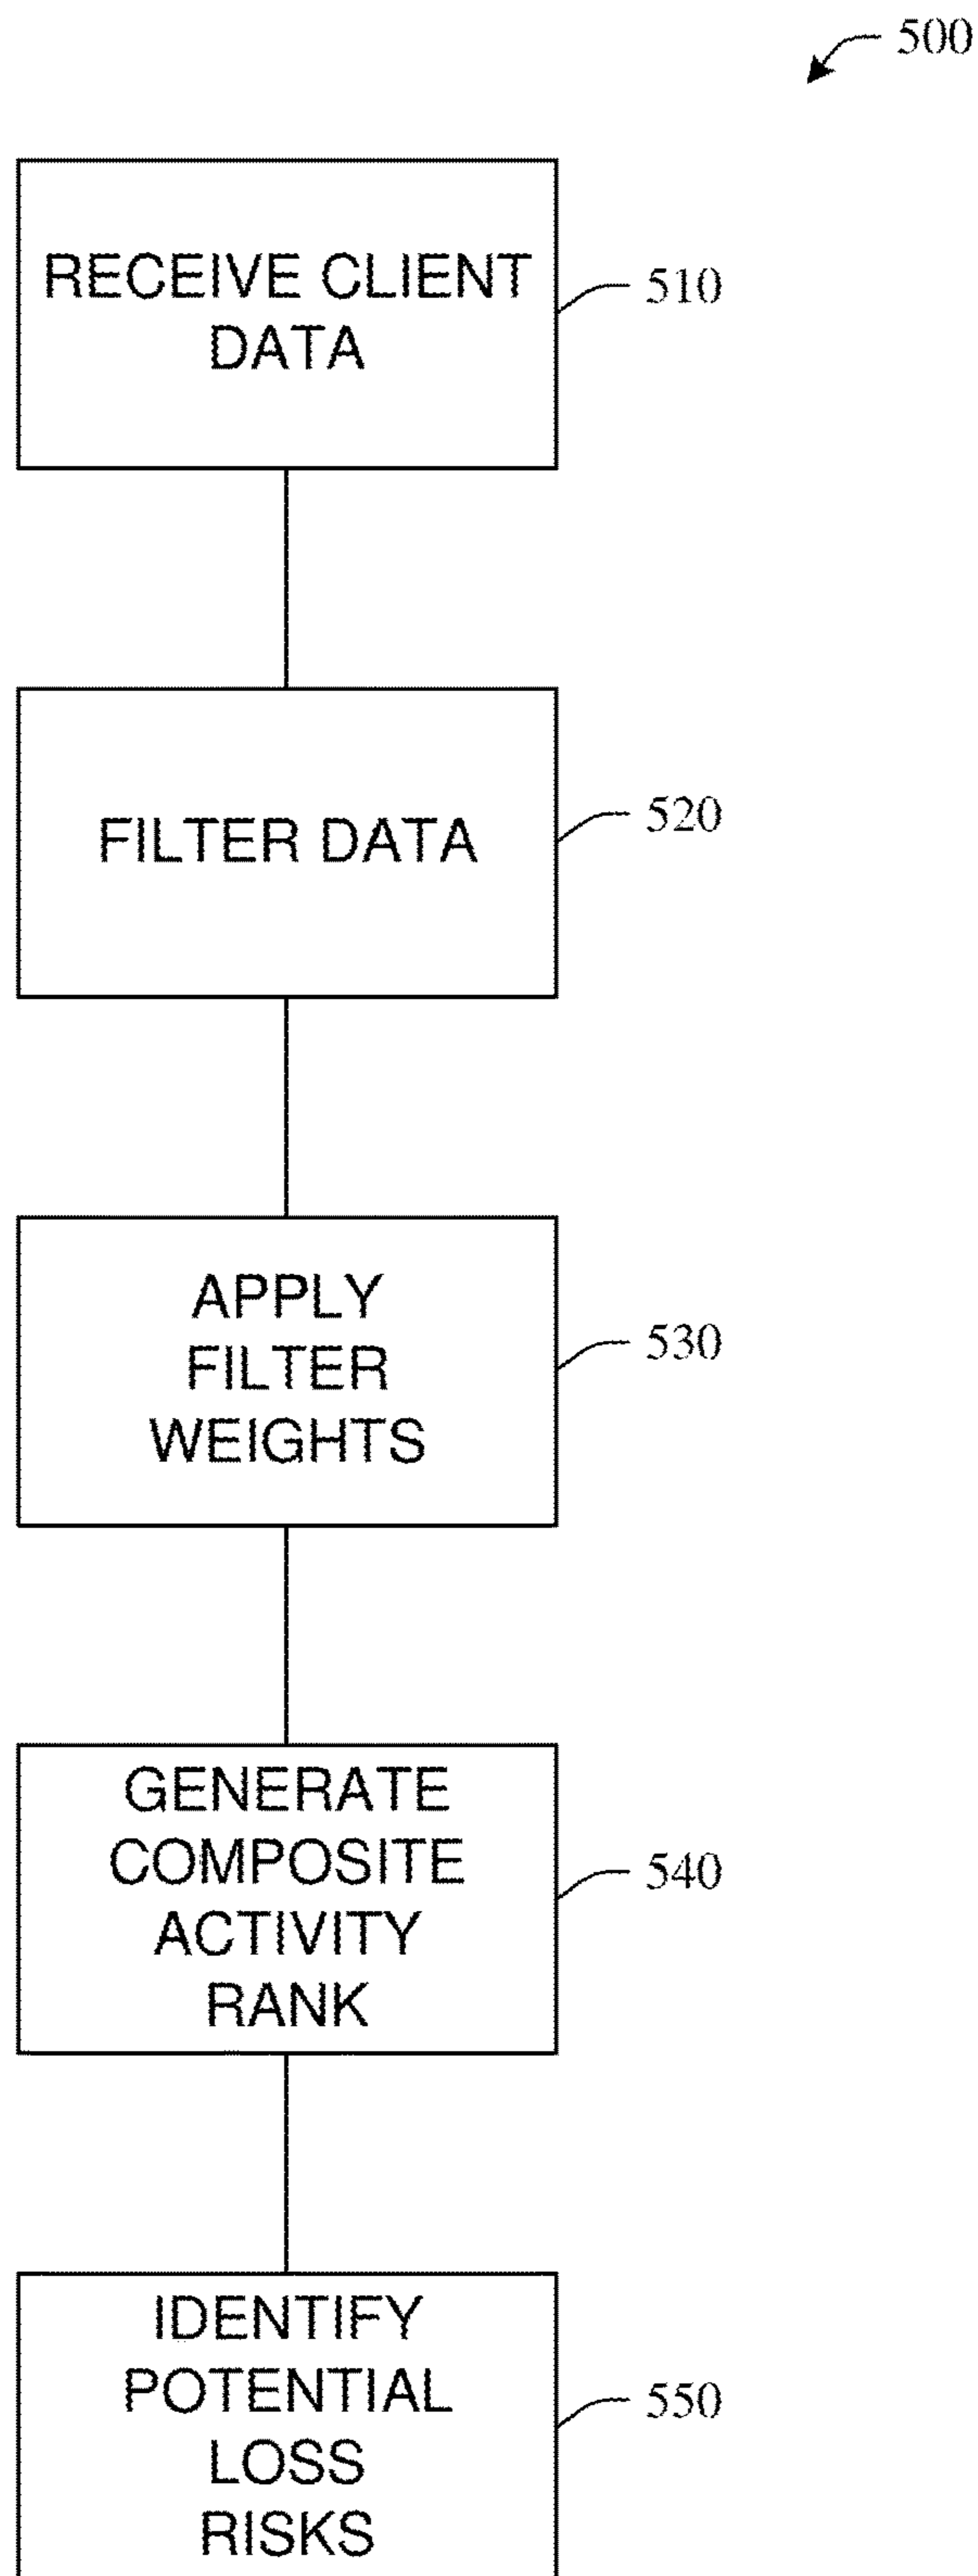 500
RECEIVE CLIENT
DATA
510
FILTER DATA
520
APPLY
FILTER
WEIGHTS
530
GENERATE
COMPOSITE
ACTIVITY
RANK
540
IDENTIFY
POTENTIAL
LOSS
RISKS
550